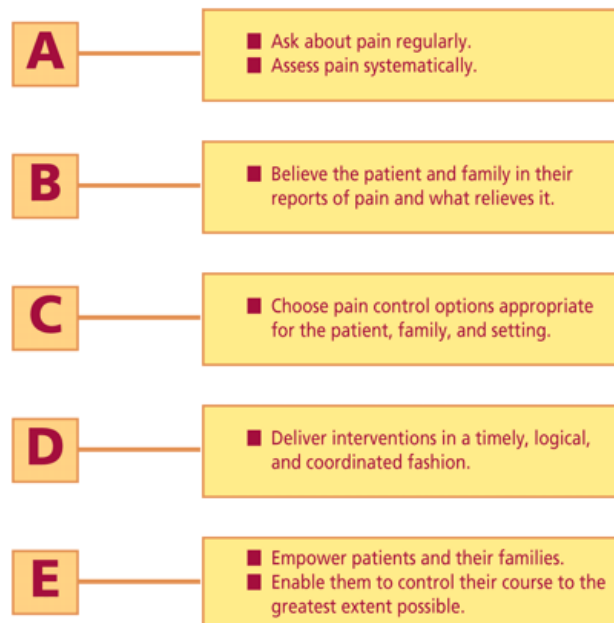 A
■ Ask about pain regularly.
■ Assess pain systematically.
B
■ Believe the patient and family in their
reports of pain and what relieves it.
C
■ Choose pain control options appropriate
for the patient, family, and setting.
D
■ Deliver interventions in a timely, logical,
and coordinated fashion.
E
■ Empower patients and their families.
■ Enable them to control their course to the
greatest extent possible.